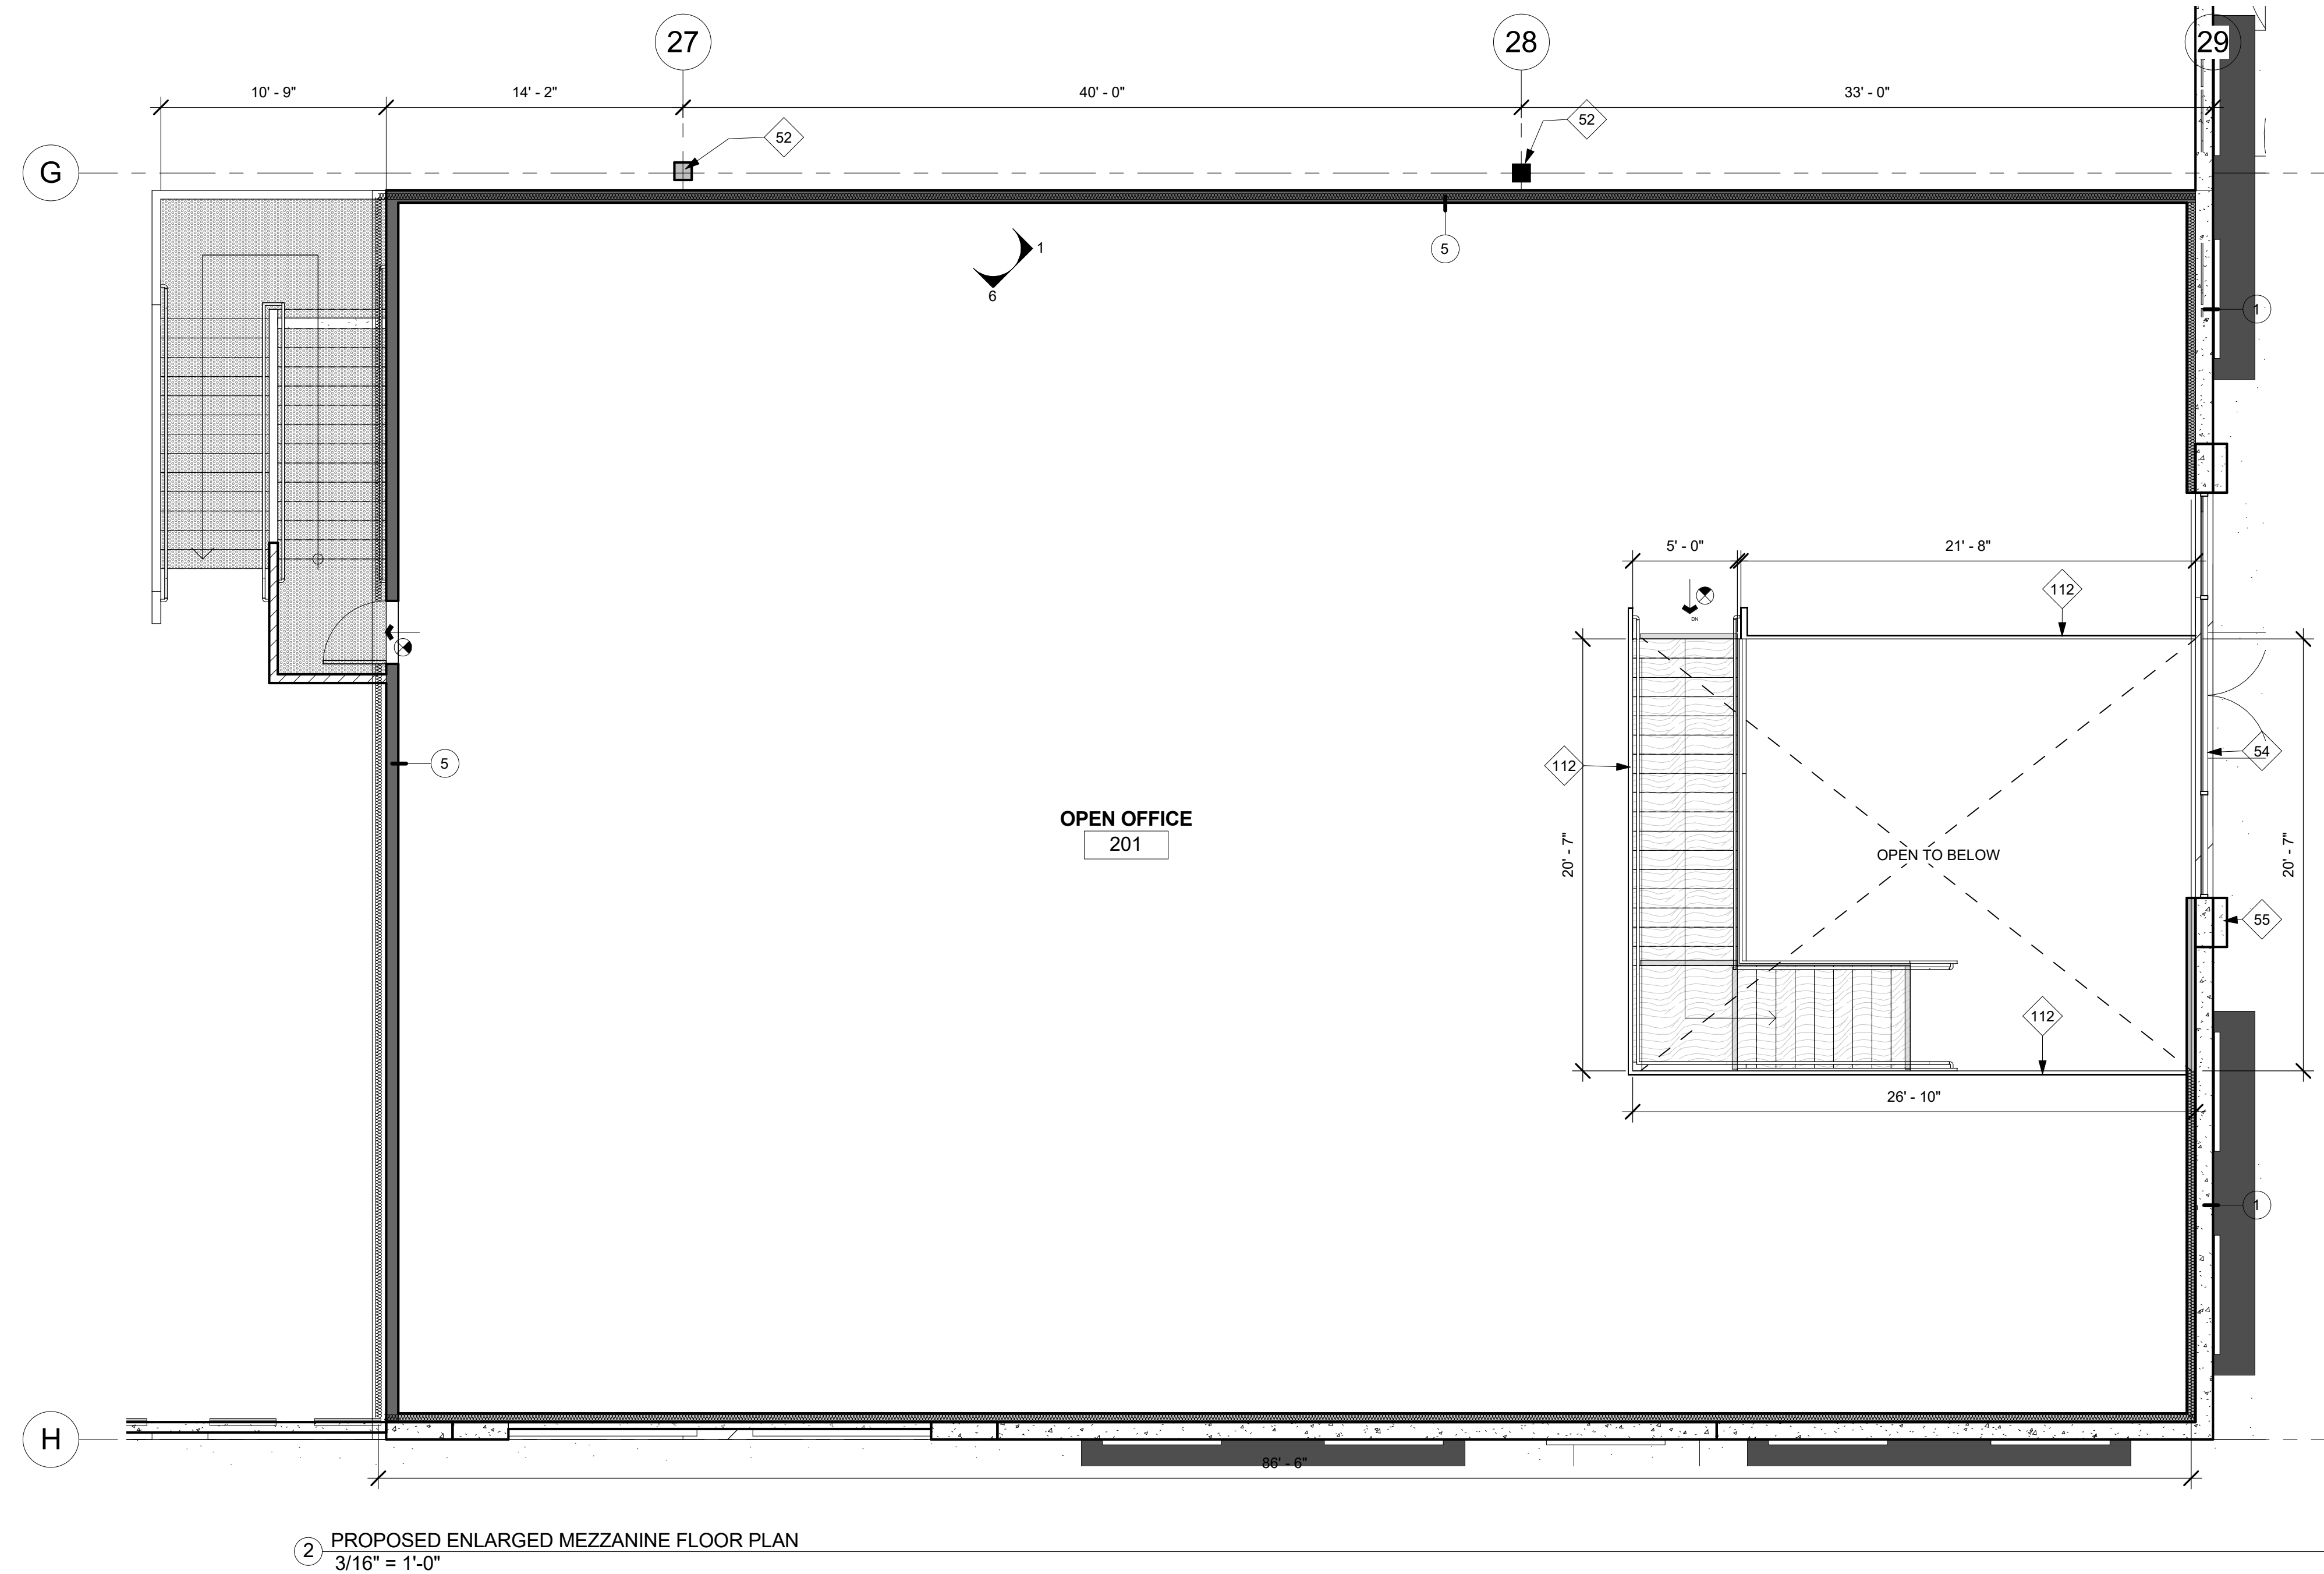 27
28
29
10' - 9"
14' - 2"
40' - 0"
33' - 0"
52
52
G
1
6
5
1
5' - 0"
21' - 8"
112
DN
5
112
54
OPEN OFFICE
201
20' - 7"
OPEN TO BELOW
20' - 7"
55
112
26' - 10"
1
H
86' - 6"
2
PROPOSED ENLARGED MEZZANINE FLOOR PLAN
3/16" = 1'-0"